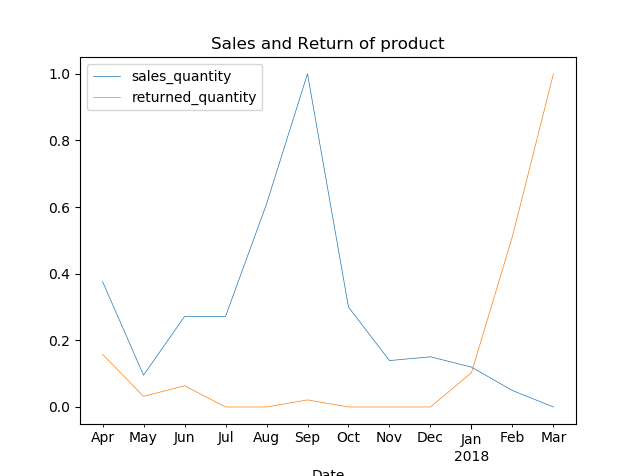 Sales and Return of product
sales_quantity
returned_quantity
1.0
0.8
0.6
0.4
0.2
0.0
Apr May Jun Jul Aug Sep Oct Nov Dec Jan Feb Mar
2018
Date